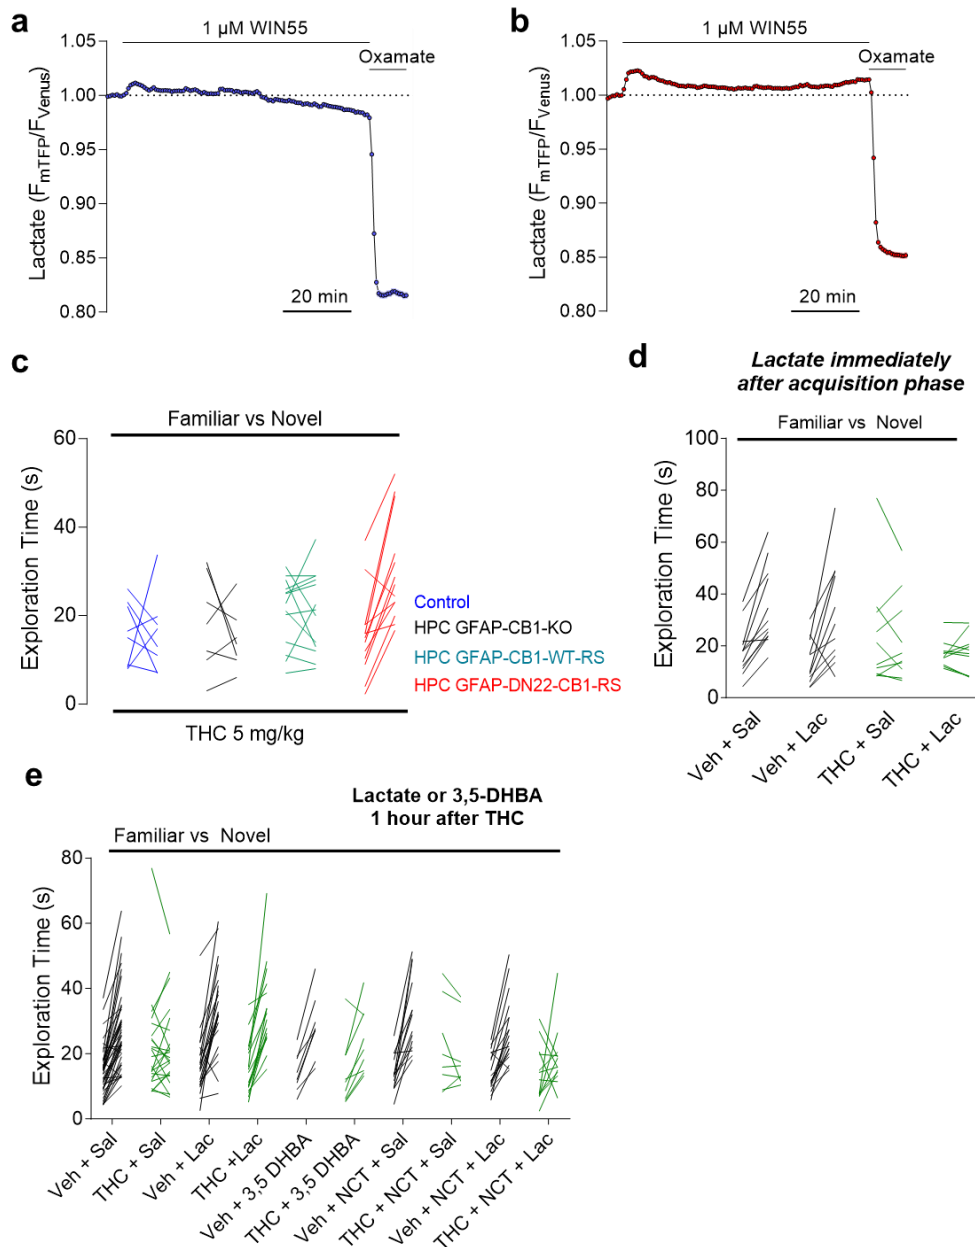 a
1 µM WIN55
Oxamate
1.05
1.00
0.95
0.90
0.85
0.80
Lactate (FmTFP/FVenus)
20 min
b
1 µM WIN55
Oxamate
1.05
1.00
0.95
0.90
0.85
0.80
Lactate (FmTFP/FVenus)
20 min
c
Familiar vs Novel
60
40
20
0
Exploration Time (s)
Control
HPC GFAP-CB1-KO
HPC GFAP-CB1-WT-RS
HPC GFAP-DN22-CB1-RS
THC 5 mg/kg
d
Lactate immediately
after acquisition phase
Familiar vs Novel
100
80
60
40
20
0
Exploration Time (s)
Veh + Sal
Veh + Lac
THC + Sal
THC + Lac
e
Lactate or 3,5-DHBA
1 hour after THC
Familiar vs Novel
80
60
40
20
0
Exploration Time (s)
Veh + Sal
THC + Sal
Veh + Lac
THC +Lac
Veh + 3,5 DHBA
THC + 3,5 DHBA
Veh + NCT + Sal
THC + NCT + Sal
Veh + NCT + Lac
THC + NCT + Lac